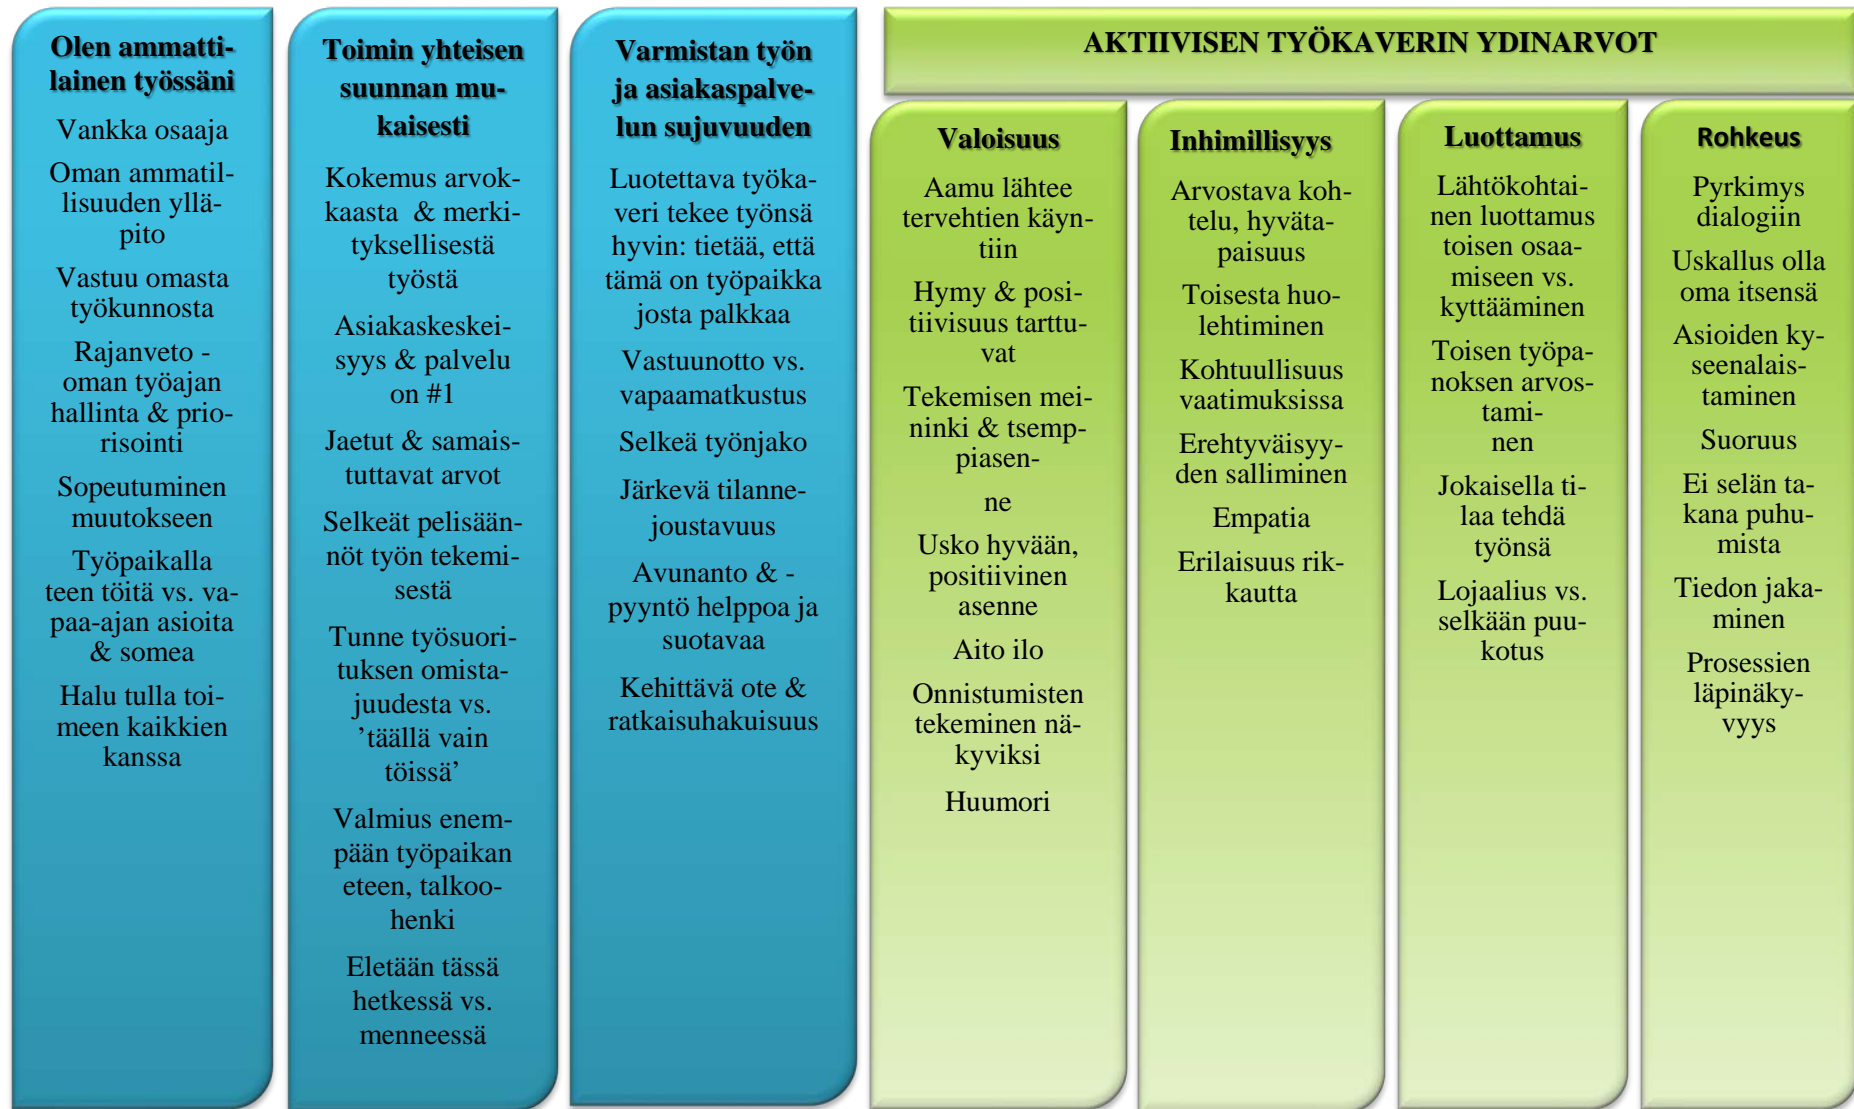 Olen ammatti-
lainen työssäni
Vankka osaaja
Oman ammatil-
lisuuden yllä-
pito
Vastuu omasta
työkunnosta
Rajanveto -
oman työajan
hallinta & prio-
risointi
Sopeutuminen
muutokseen
Työpaikalla
teen töitä vs. va-
paa-ajan asioita
& somea
Halu tulla toi-
meen kaikkien
kanssa
Toimin yhteisen
suunnan mu-
kaisesti
Kokemus arvok-
kaasta & merki-
tyksellisestä
työstä
Asiakaskeskei-
syys & palvelu
on #1
Jaetut & samais-
tuttavat arvot
Selkeät pelisään-
nöt työn tekemi-
sestä
Tunne työsuori-
tuksen omista-
juudesta vs.
’täällä vain
töissä’
Valmius enem-
pään työpaikan
eteen, talkoo-
henki
Eletään tässä
hetkessä vs.
menneessä
Varmistan työn
ja asiakaspalve-
lun sujuvuuden
Luotettava työka-
veri tekee työnsä
hyvin: tietää, että
tämä on työpaikka
josta palkkaa
Vastuunotto vs.
vapaamatkustus
Selkeä työnjako
Järkevä tilanne-
joustavuus
Avunanto & -
pyyntö helppoa ja
suotavaa
Kehittävä ote &
ratkaisuhakuisuus
AKTIIVISEN TYÖKAVERIN YDINARVOT
Valoisuus
Aamu lähtee
tervehtien käyn-
tiin
Hymy & posi-
tiivisuus tarttu-
vat
Tekemisen mei-
ninki & tsemp-
piasen-
ne
Usko hyvään,
positiivinen
asenne
Aito ilo
Onnistumisten
tekeminen nä-
kyviksi
Huumori
Inhimillisyys
Arvostava koh-
telu, hyväta-
paisuus
Toisesta huo-
lehtiminen
Kohtuullisuus
vaatimuksissa
Erehtyväisyy-
den salliminen
Empatia
Erilaisuus rik-
kautta
Luottamus
Lähtökohtai-
nen luottamus
toisen osaa-
miseen vs.
kyttääminen
Toisen työpa-
noksen arvos-
tami-
nen
Jokaisella ti-
laa tehdä
työnsä
Lojaalius vs.
selkään puu-
kotus
Rohkeus
Pyrkimys
dialogiin
Uskallus olla
oma itsensä
Asioiden ky-
seenalais-
taminen
Suoruus
Ei selän ta-
kana puhu-
mista
Tiedon jaka-
minen
Prosessien
läpinäky-
vyys